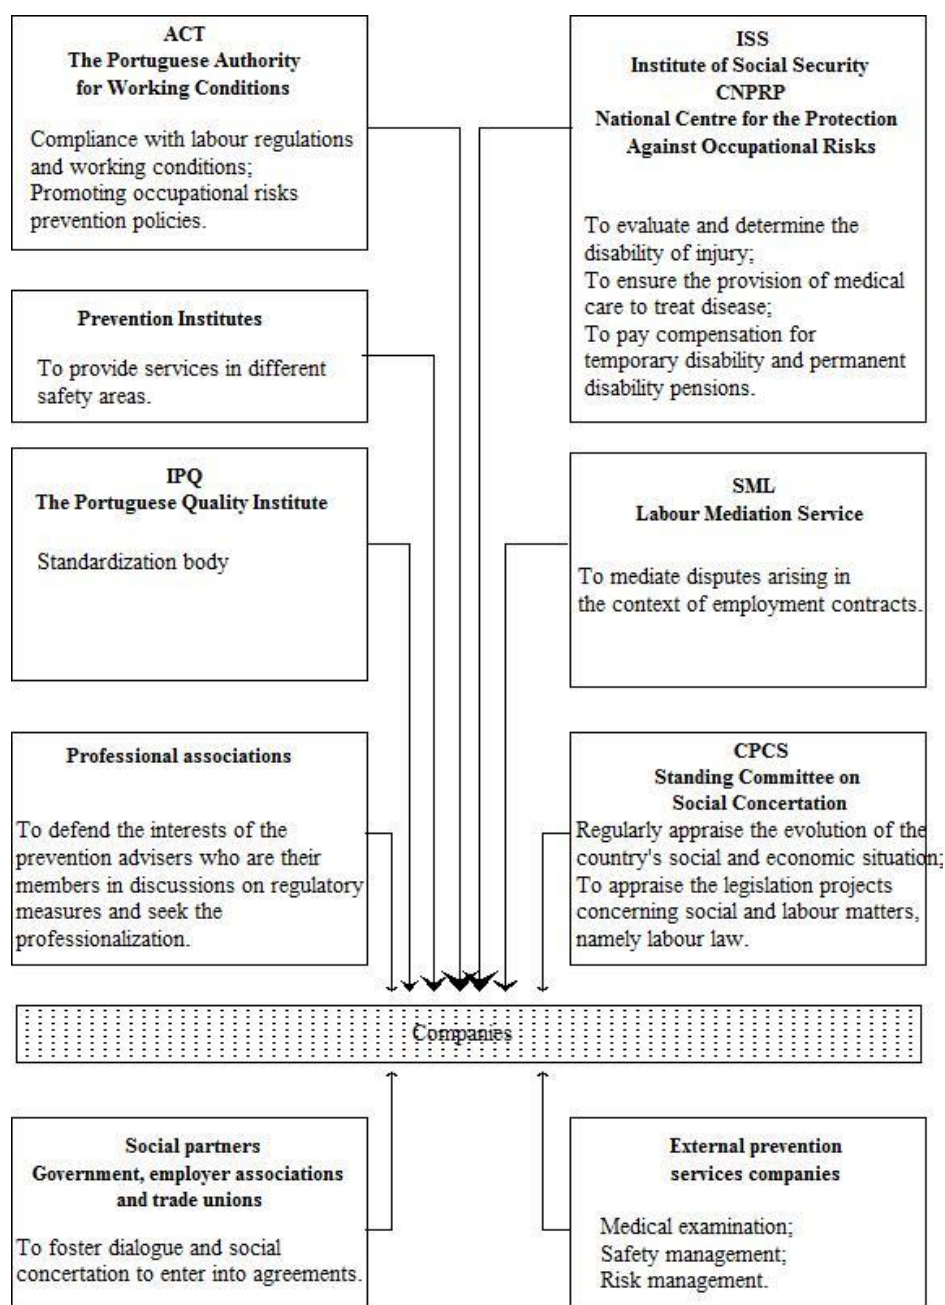 ACT
The Portuguese Authority
for Working Conditions
Compliance with labour regulations
and working conditions;
Promoting occupational risks
prevention policies.
ISS
Institute of Social Security
CNPRP
National Centre for the Protection
Against Occupational Risks
To evaluate and determine the
disability of injury;
To ensure the provision of medical
care to treat disease;
To pay compensation for
temporary disability and permanent
disability pensions.
Prevention Institutes
To provide services in different
safety areas.
IPQ
The Portuguese Quality Institute
Standardization body
SML
Labour Mediation Service
To mediate disputes arising in
the context of employment contracts.
Professional associations
To defend the interests of the
prevention advisers who are their
members in discussions on regulatory
measures and seek the
professionalization.
CPCS
Standing Committee on
Social Concertation
Regularly appraise the evolution of the
country's social and economic situation;
To appraise the legislation projects
concerning social and labour matters,
namely labour law.
Companies
Social partners
Government, employer associations
and trade unions
To foster dialogue and social
concertation to enter into agreements.
External prevention
services companies
Medical examination;
Safety management;
Risk management.